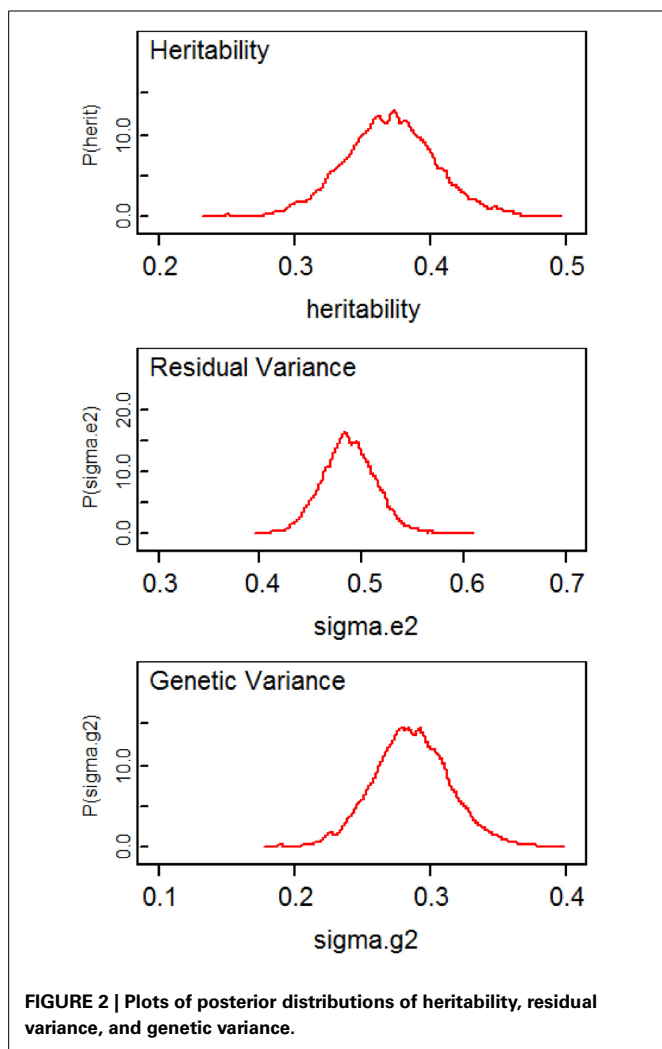 Heritability
P(herit)
10.0
0.0
0.2 0.3 0.4 0.5
heritability
Residual Variance
P(sigma.e2)
20.0
10.0
0.0
0.3 0.4 0.5 0.6 0.7
sigma.e2
Genetic Variance
P(sigma.g2)
10.0
0.0
0.1 0.2 0.3 0.4
sigma.g2
FIGURE 2 | Plots of posterior distributions of heritability, residual
variance, and genetic variance.